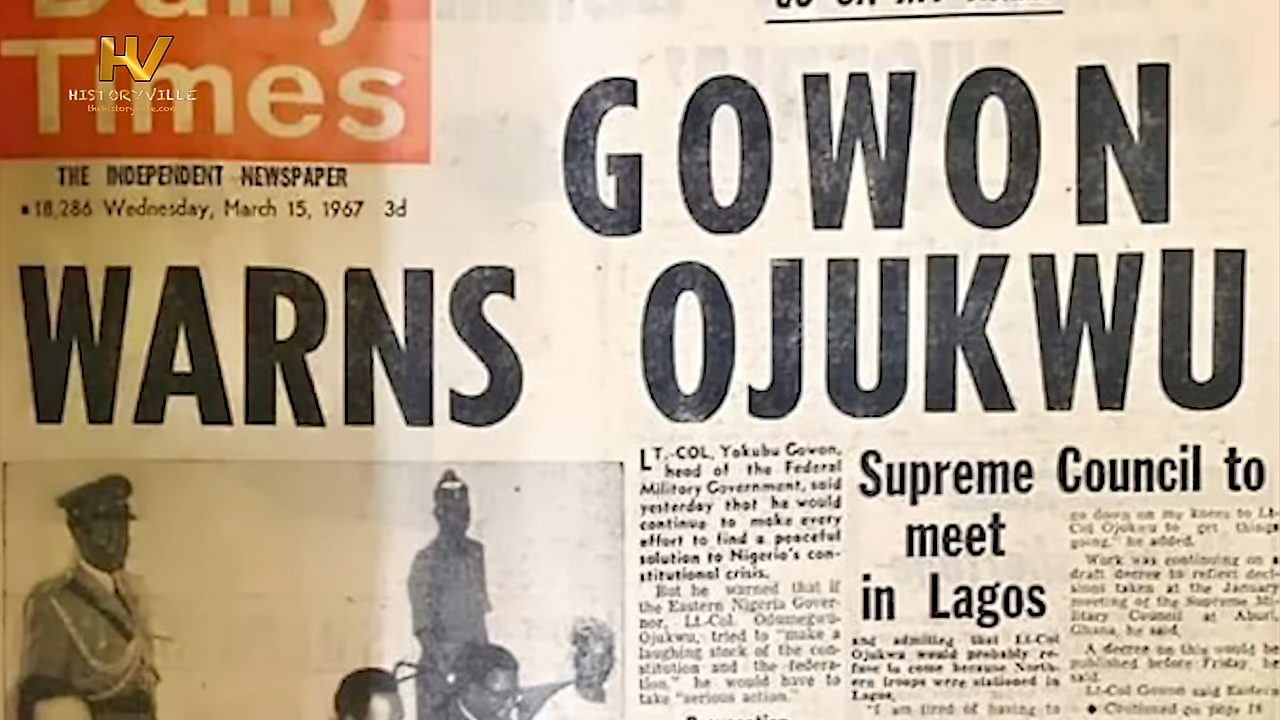 Daily
Times
HV
HISTORYVILLE
thehistoryville.com
THE INDEPENDENT NEWSPAPER
18,286 Wednesday, March 15, 1967 3d
GOWON
WARNS OJUKWU
LT.-COL. Yakubu Gowon,
head of the Federal
Military Government, said
yesterday that he would
continue to make every
effort to find a peaceful
solution to Nigeria's con-
stitutional crisis.
But he warned that if
the Eastern Nigeria Gover-
nor, Lt-Col. Odumegwu-
Ojukwu, tried to "make a
laughing stock of the con-
stitution and the federa-
tion," he would have to
take "serious action."
Supreme Council to
meet
in Lagos
and admitting that Lt-Col
Ojukwu would probably re-
fuse to come because North-
ern troops were stationed in
Lagos.
"I am tired of having to
go down on my knees to Lt-
Col Ojukwu to get things
going," he added.
Work was continuing on a
draft decree to reflect deci-
sions taken at the January
meeting of the Supreme Mi-
litary Council at Aburi,
Ghana, he said.
A decree on this would be
published before Friday, he
said.
Lt-Col Gowon said Eastern
◆ Continued on page 16